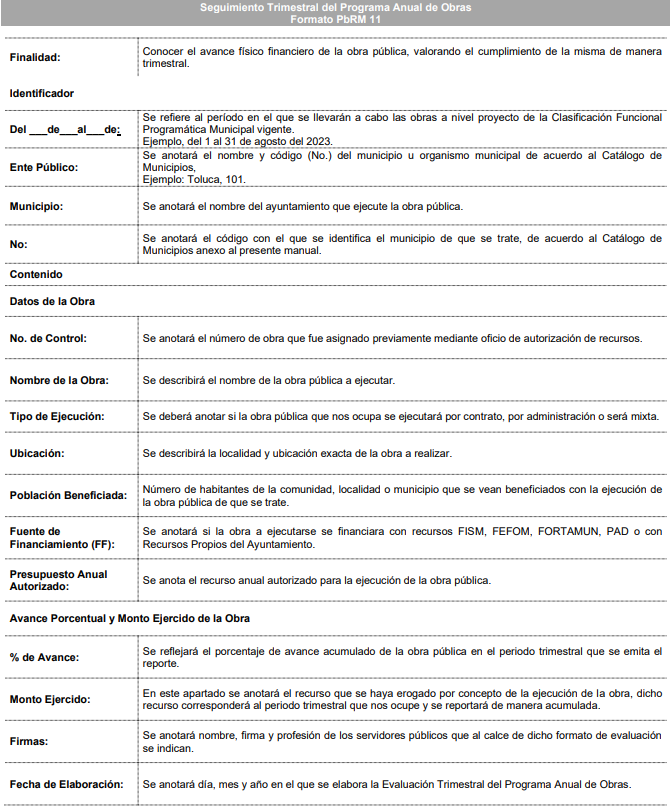 Seguimiento Trimestral del Programa Anual de Obras
Formato PbRM 11
Finalidad:
Conocer el avance físico financiero de la obra pública, valorando el cumplimiento de la misma de manera
trimestral.
Identificador
Del ___de___al___de:
Se refiere al período en el que se llevarán a cabo las obras a nivel proyecto de la Clasificación Funcional
Programática Municipal vigente.
Ejemplo, del 1 al 31 de agosto del 2023.
Ente Público:
Se anotará el nombre y código (No.) del municipio u organismo municipal de acuerdo al Catálogo de
Municipios,
Ejemplo: Toluca, 101.
Municipio:
Se anotará el nombre del ayuntamiento que ejecute la obra pública.
No:
Se anotará el código con el que se identifica el municipio de que se trate, de acuerdo al Catálogo de
Municipios anexo al presente manual.
Contenido
Datos de la Obra
No. de Control:
Se anotará el número de obra que fue asignado previamente mediante oficio de autorización de recursos.
Nombre de la Obra:
Se describirá el nombre de la obra pública a ejecutar.
Tipo de Ejecución:
Se deberá anotar si la obra pública que nos ocupa se ejecutará por contrato, por administración o será mixta.
Ubicación:
Se describirá la localidad y ubicación exacta de la obra a realizar.
Población Beneficiada:
Número de habitantes de la comunidad, localidad o municipio que se vean beneficiados con la ejecución de
la obra pública de que se trate.
Fuente de
Financiamiento (FF):
Se anotará si la obra a ejecutarse se financiara con recursos FISM, FEFOM, FORTAMUN, PAD o con
Recursos Propios del Ayuntamiento.
Presupuesto Anual
Autorizado:
Se anota el recurso anual autorizado para la ejecución de la obra pública.
Avance Porcentual y Monto Ejercido de la Obra
% de Avance:
Se reflejará el porcentaje de avance acumulado de la obra pública en el periodo trimestral que se emita el
reporte.
Monto Ejercido:
En este apartado se anotará el recurso que se haya erogado por concepto de la ejecución de la obra, dicho
recurso corresponderá al periodo trimestral que nos ocupe y se reportará de manera acumulada.
Firmas:
Se anotará nombre, firma y profesión de los servidores públicos que al calce de dicho formato de evaluación
se indican.
Fecha de Elaboración:
Se anotará día, mes y año en el que se elabora la Evaluación Trimestral del Programa Anual de Obras.